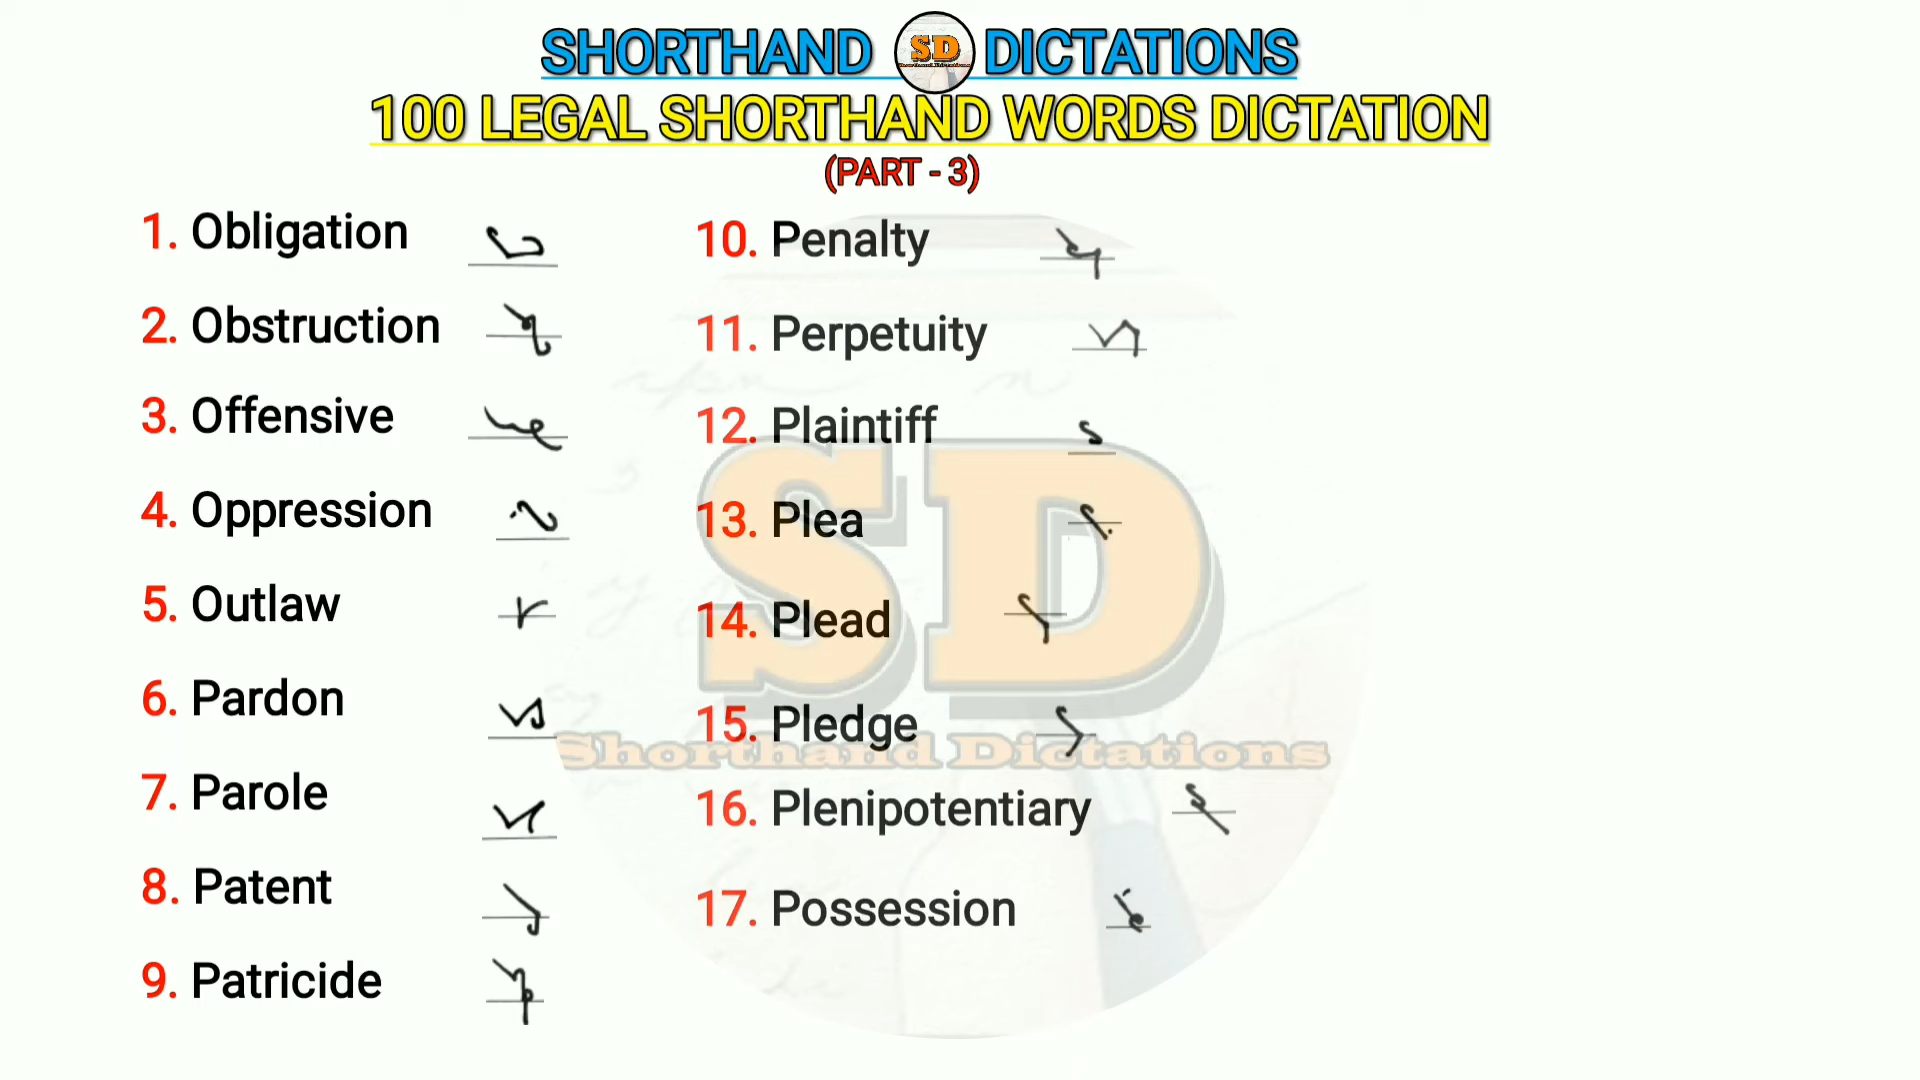 SHORTHAND SD DICTATIONS
100 LEGAL SHORTHAND WORDS DICTATION
(PART - 3)
1. Obligation
2. Obstruction
3. Offensive
4. Oppression
5. Outlaw
6. Pardon
7. Parole
8. Patent
9. Patricide
10. Penalty
11. Perpetuity
12. Plaintiff
13. Plea
14. Plead
15. Pledge
16. Plenipotentiary
17. Possession
SD
Shorthand Dictations